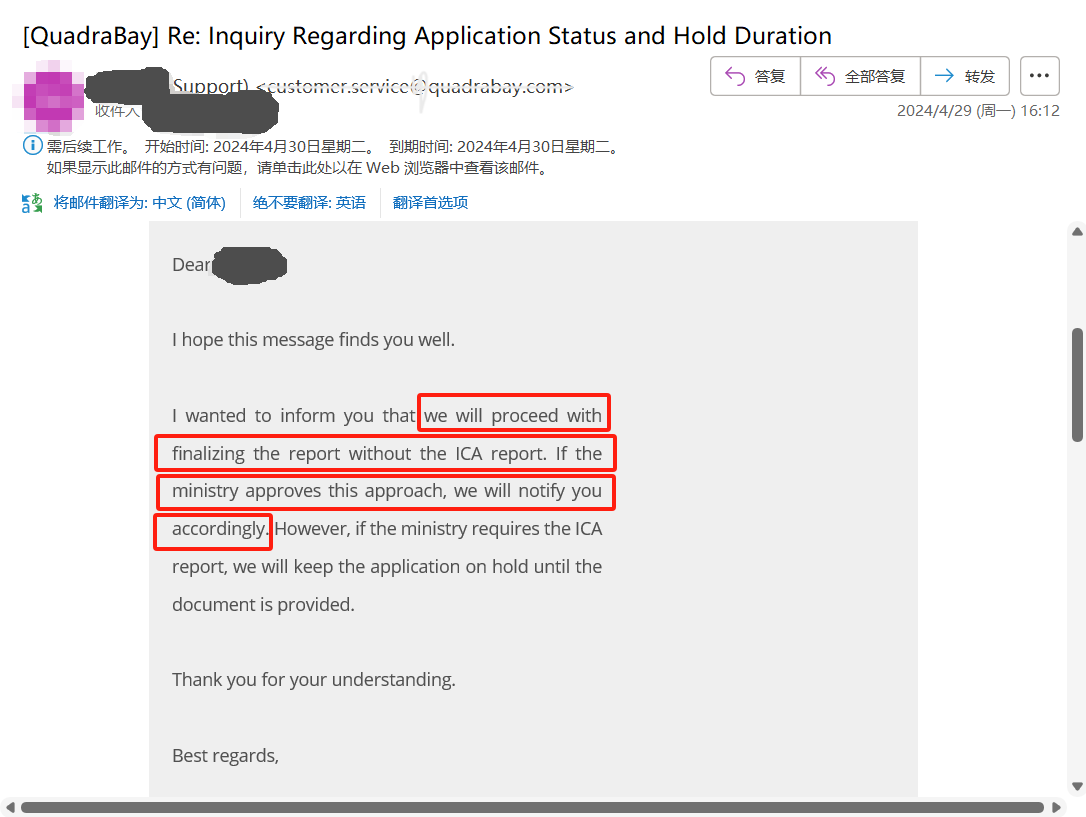 [QuadraBay] Re: Inquiry Regarding Application Status and Hold Duration
Support) <customer.service@quadrabay.com>
答复
全部答复
转发
收件人
2024/4/29 (周一) 16:12
需后续工作。 开始时间: 2024年4月30日星期二。 到期时间: 2024年4月30日星期二。
如果显示此邮件的方式有问题，请单击此处以在 Web 浏览器中查看该邮件。
将邮件翻译为: 中文 (简体)
绝不要翻译: 英语
翻译首选项
Dear
I hope this message finds you well.
I wanted to inform you that we will proceed with
finalizing the report without the ICA report. If the
ministry approves this approach, we will notify you
accordingly. However, if the ministry requires the ICA
report, we will keep the application on hold until the
document is provided.
Thank you for your understanding.
Best regards,